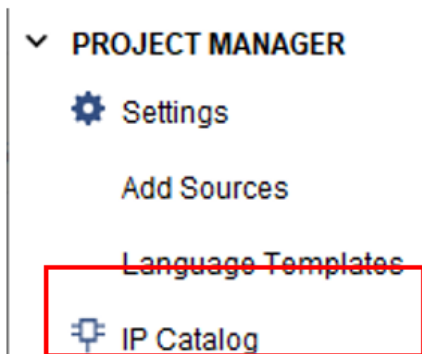 PROJECT MANAGER
Settings
Add Sources
Language Templates
IP Catalog